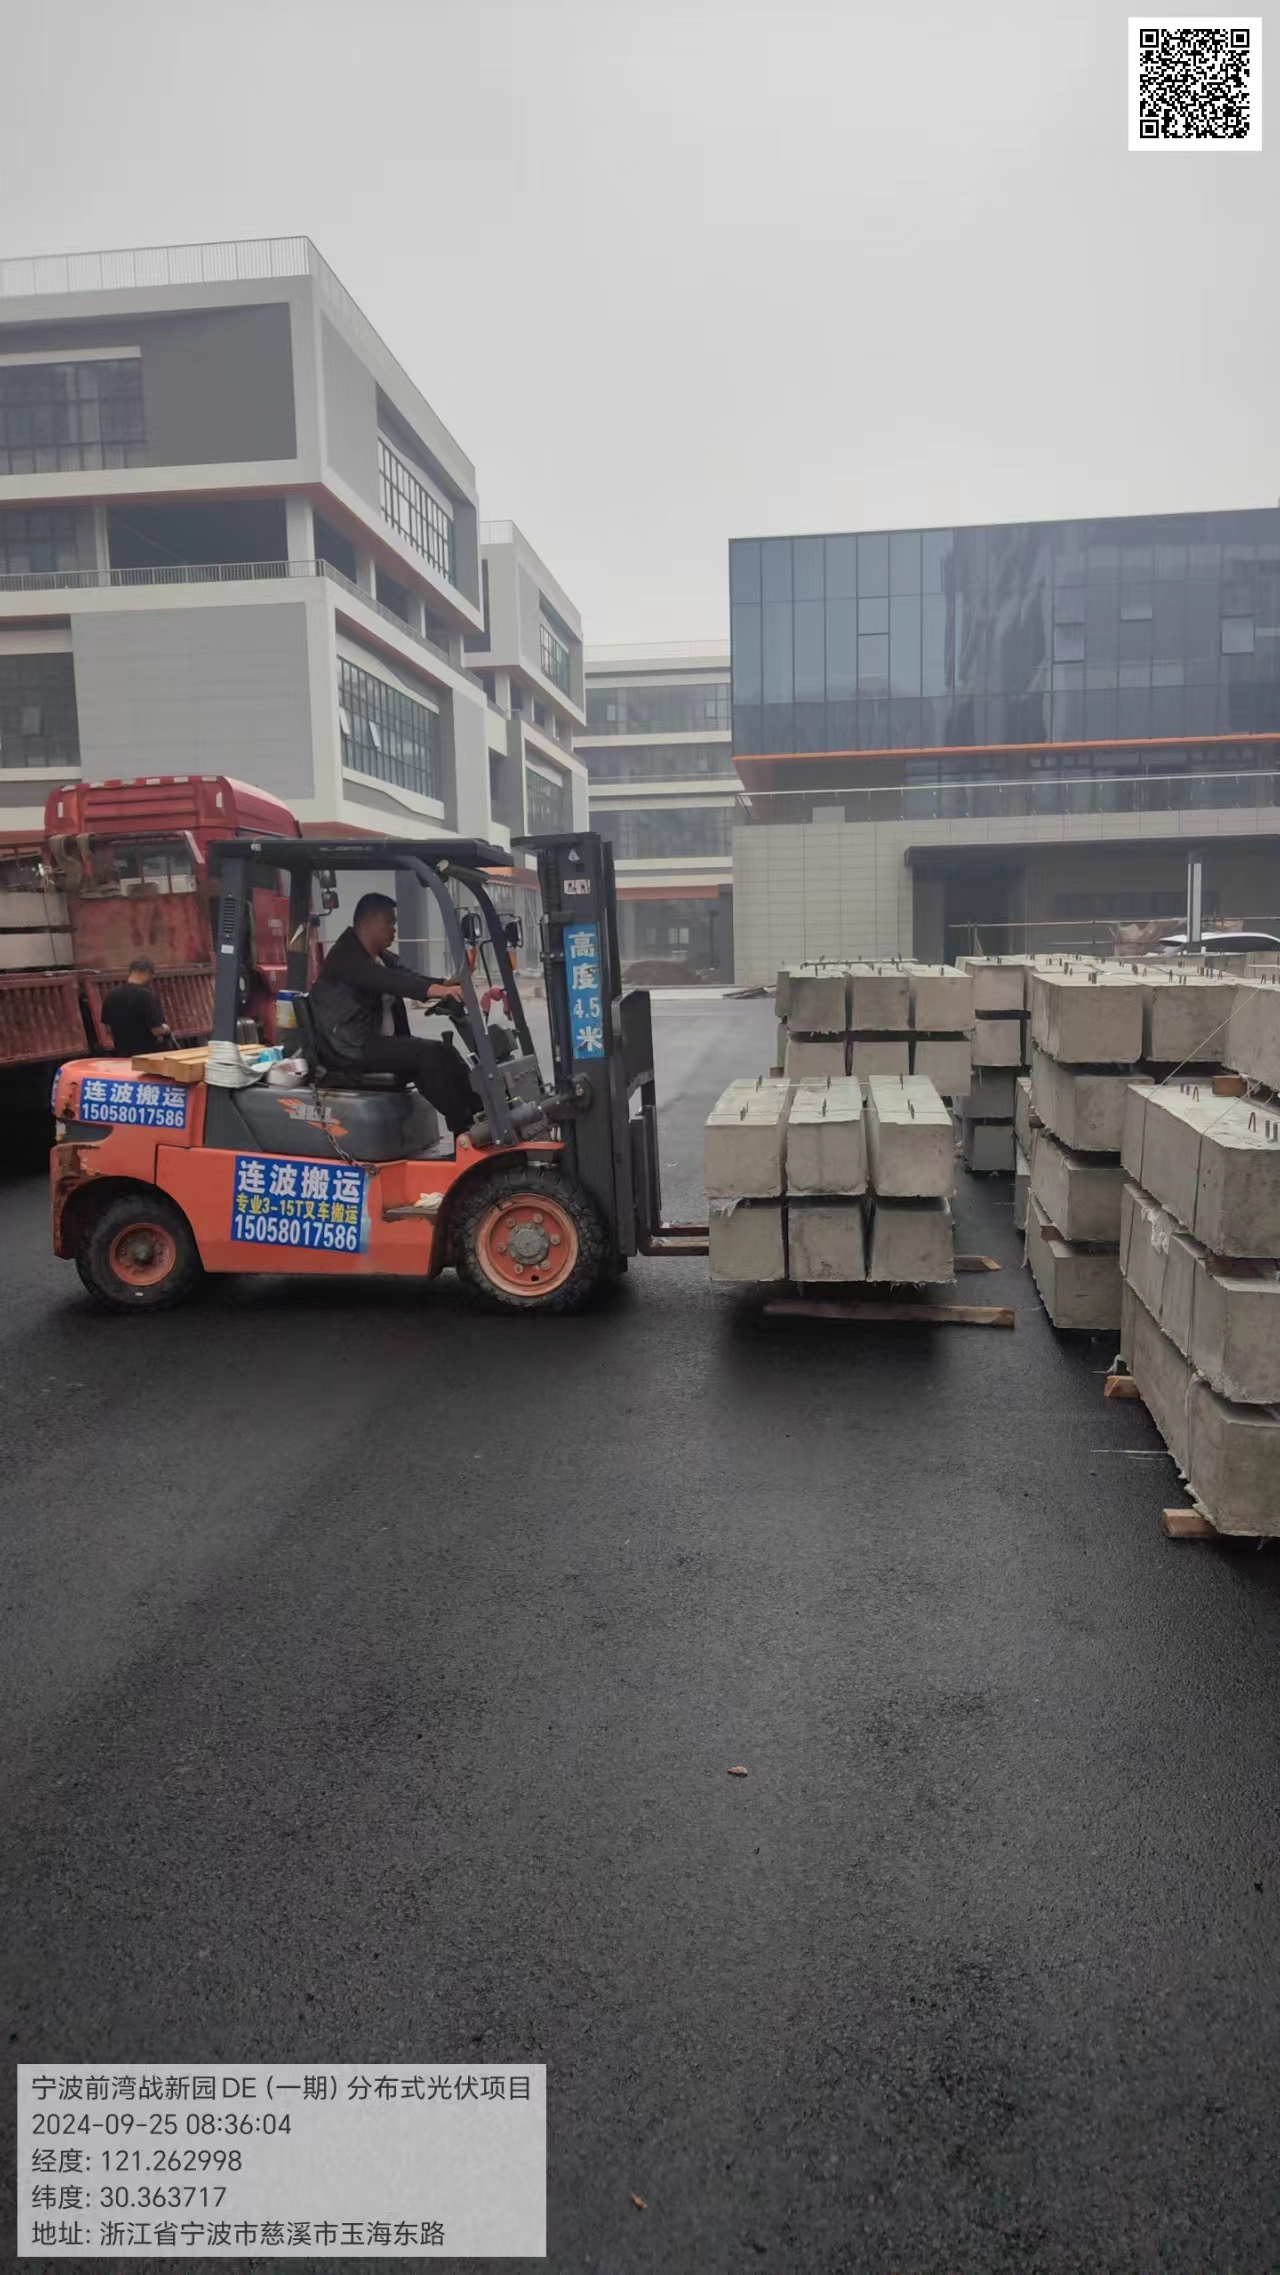 高度4.5米
连波搬运
15058017586
连波搬运
专业3-15T叉车搬运
15058017586
宁波前湾战新园DE(一期)分布式光伏项目
2024-09-25 08:36:04
经度: 121.262998
纬度: 30.363717
地址: 浙江省宁波市慈溪市玉海东路